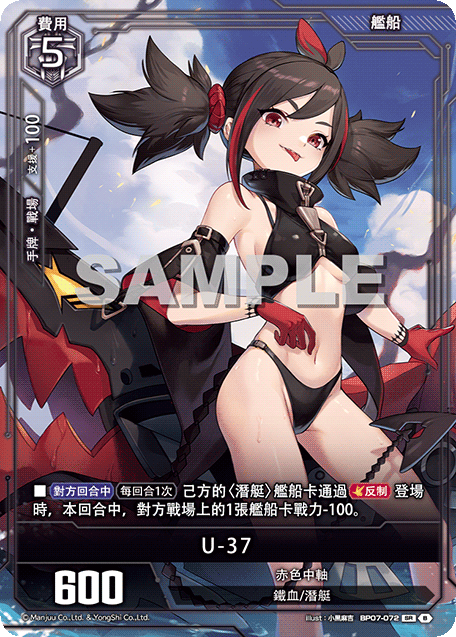 費用
5
艦船
手牌・戰場 支援+100
SAMPLE
■ 對方回合中 每回合1次 己方的〈潛艇〉艦船卡通過 反制 登場
時，本回合中，對方戰場上的1張艦船卡戰力-100。
U-37
600
赤色中軸
鐵血/潛艇
© Manjuu Co.,Ltd. & YongShi Co.,Ltd. illust：小黑麻吉 BP07-072 SR